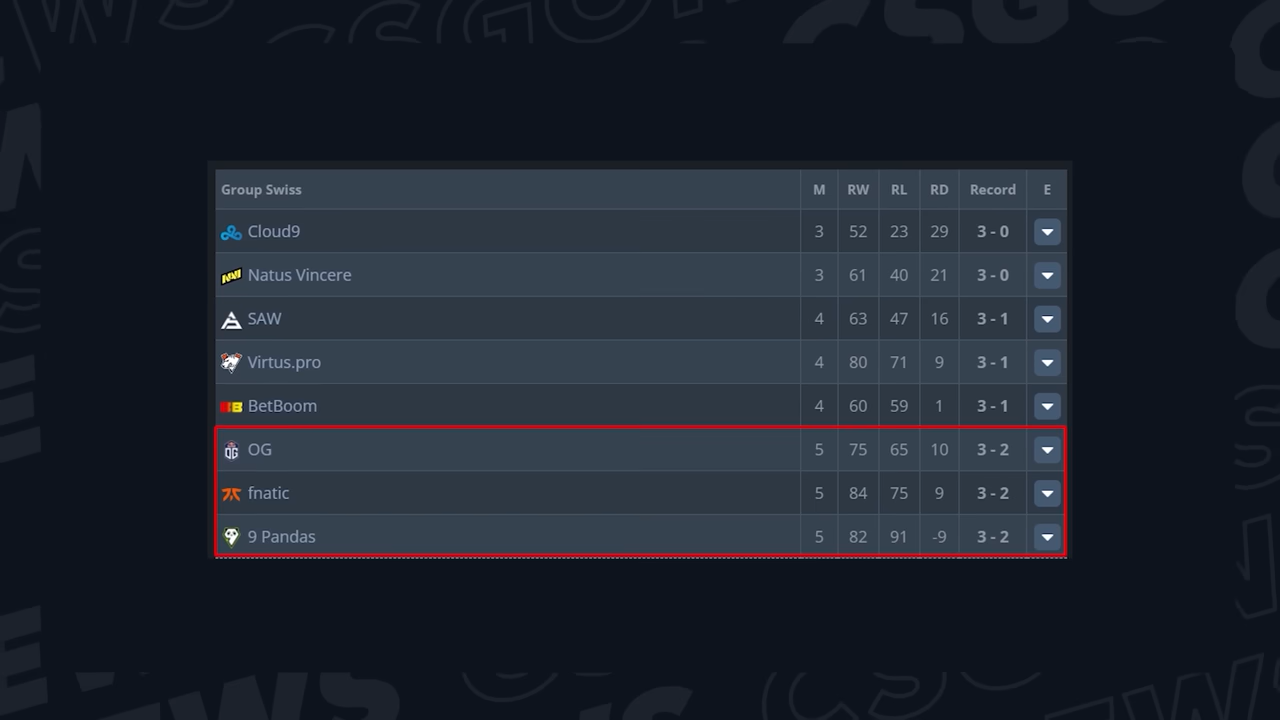 Group Swiss M RW RL RD Record E
Cloud9 3 52 23 29 3 - 0
Natus Vincere 3 61 40 21 3 - 0
SAW 4 63 47 16 3 - 1
Virtus.pro 4 80 71 9 3 - 1
BetBoom 4 60 59 1 3 - 1
OG 5 75 65 10 3 - 2
fnatic 5 84 75 9 3 - 2
9 Pandas 5 82 91 -9 3 - 2